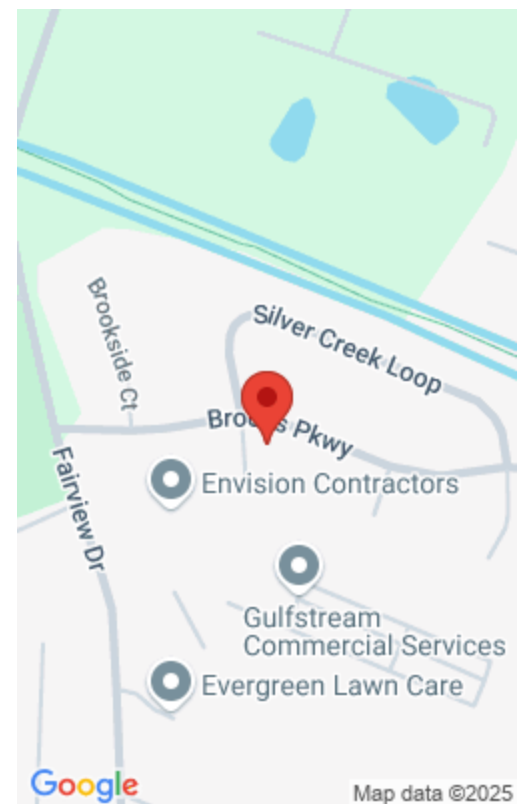 Silver Creek Loop
Brookside Ct
Pkwy
Fairview Dr
Envision Contractors
Gulfstream
Commercial Services
Evergreen Lawn Care
Google
Map data ©2025